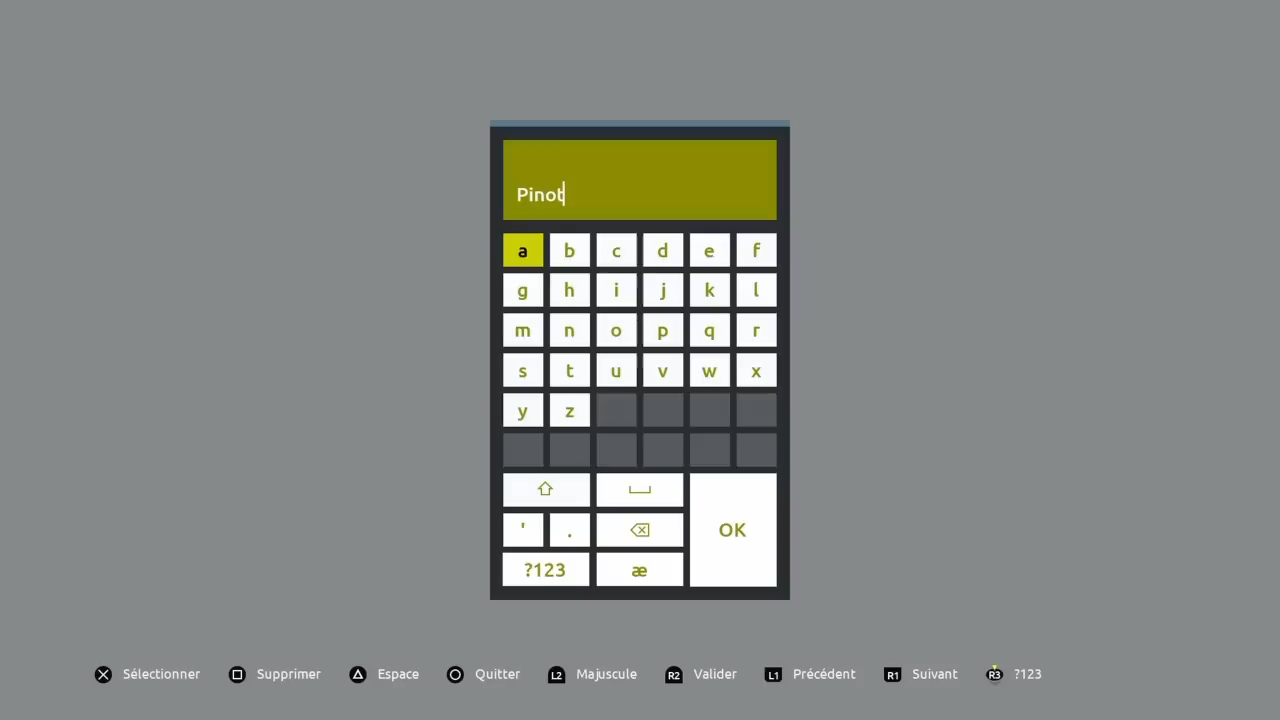 Pinot
a b c d e f
g h i j k l
m n o p q r
s t u v w x
y z
' . OK
?123 æ
Sélectionner Supprimer Espace Quitter L2 Majuscule R2 Valider L1 Précédent R1 Suivant R3 ?123